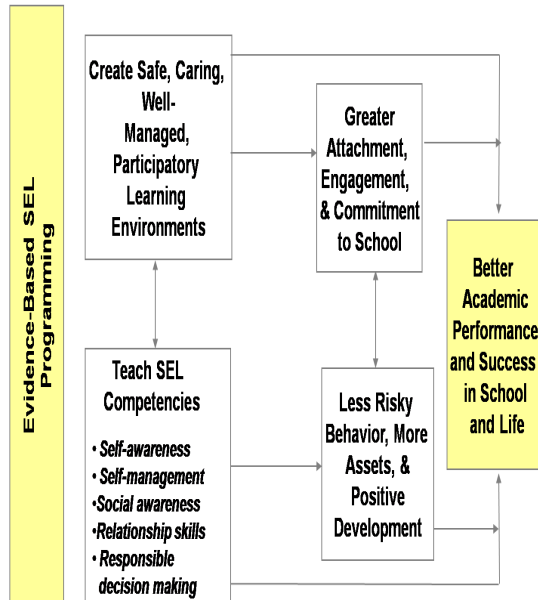 Evidence-Based SEL
Programming
Create Safe, Caring,
Well-
Managed,
Participatory
Learning
Environments
Teach SEL
Competencies
• Self-awareness
• Self-management
• Social awareness
•Relationship skills
• Responsible
decision making
Greater
Attachment,
Engagement,
& Commitment
to School
Less Risky
Behavior, More
Assets, &
Positive
Development
Better
Academic
Performance
and Success
in School
and Life